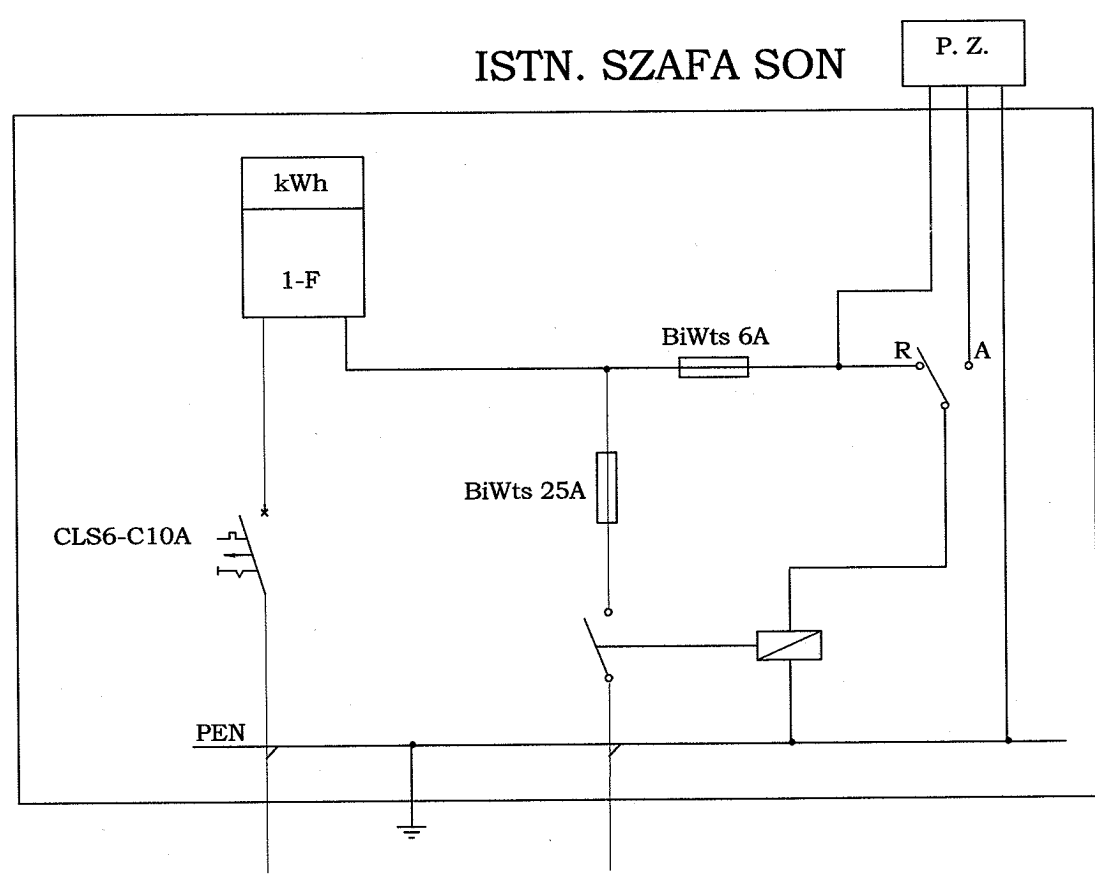 P. Z.
ISTN. SZAFA SON
kWh
1-F
BiWts 6A
R
A
BiWts 25A
CLS6-C10A
PEN